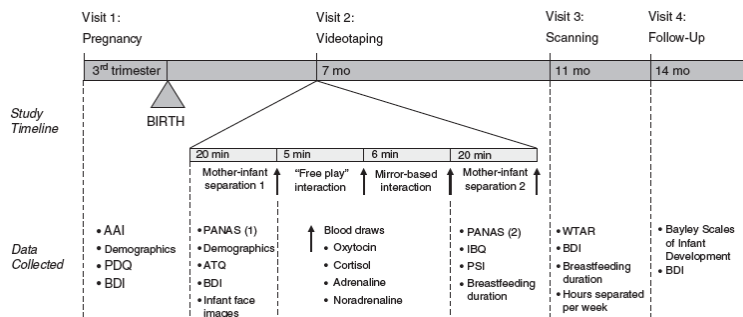 Visit 1:
Pregnancy
Visit 2:
Videotaping
Visit 3:
Scanning
Visit 4:
Follow-Up
3rd trimester
7 mo
11 mo
14 mo
Study
Timeline
BIRTH
20 min
5 min
6 min
20 min
Mother-infant
separation 1
"Free play"
interaction
Mirror-based
interaction
Mother-infant
separation 2
Data
Collected
• AAI
• Demographics
• PDQ
• BDI
• PANAS (1)
• Demographics
• ATQ
• BDI
• Infant face
images
Blood draws
• Oxytocin
• Cortisol
• Adrenaline
• Noradrenaline
• PANAS (2)
• IBQ
• PSI
• Breastfeeding
duration
• WTAR
• BDI
• Breastfeeding
duration
• Hours separated
per week
• Bayley Scales
of Infant
Development
• BDI